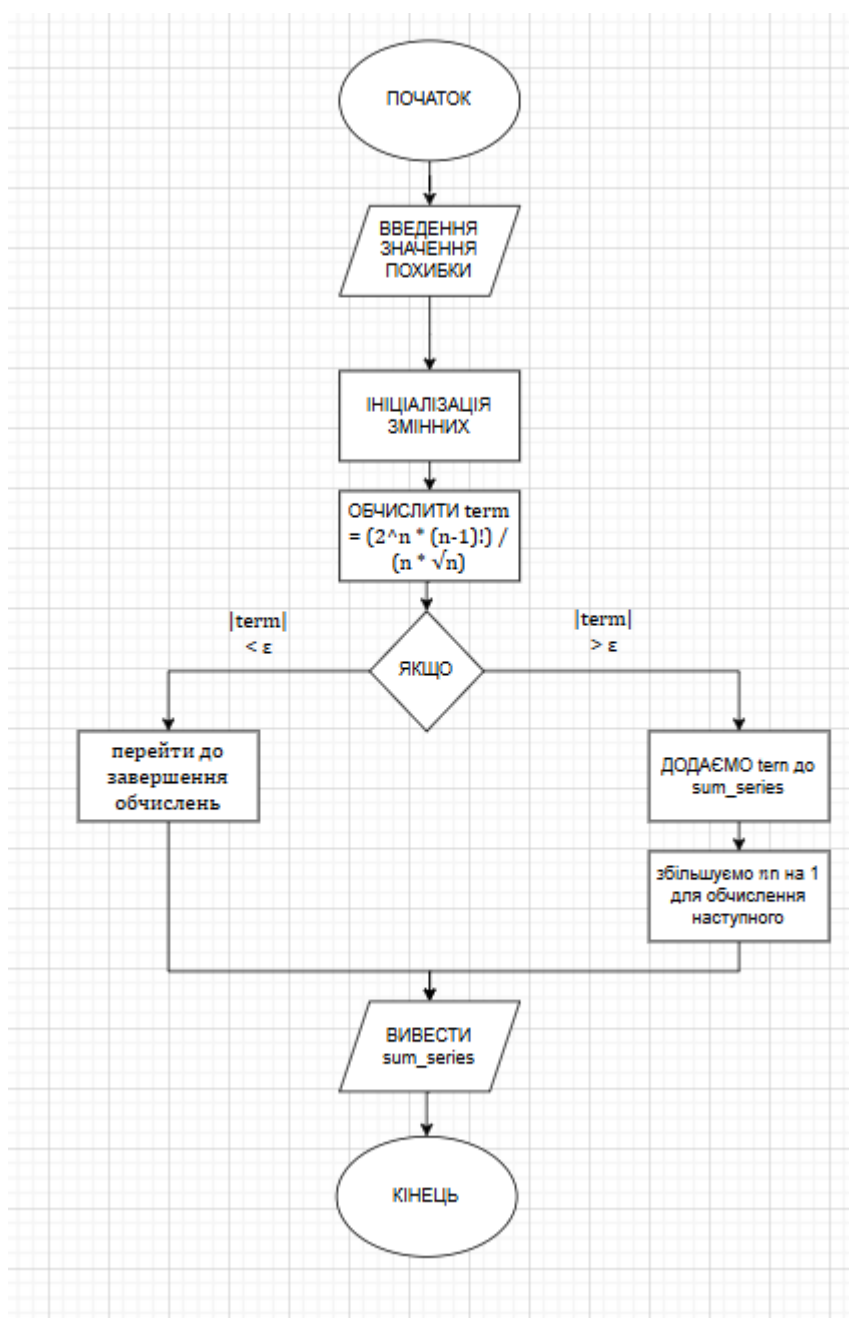 ПОЧАТОК
ВВЕДЕННЯ
ЗНАЧЕННЯ
ПОХИБКИ
ІНІЦІАЛІЗАЦІЯ
ЗМІННИХ
ОБЧИСЛИТИ term
= (2^n * (n-1)!) /
(n * √n)
|term|
< ε
|term|
> ε
ЯКЩО
перейти до
завершення
обчислень
ДОДАЄМО tern до
sum_series
збільшуємо nn на 1
для обчислення
наступного
ВИВЕСТИ
sum_series
КІНЕЦЬ